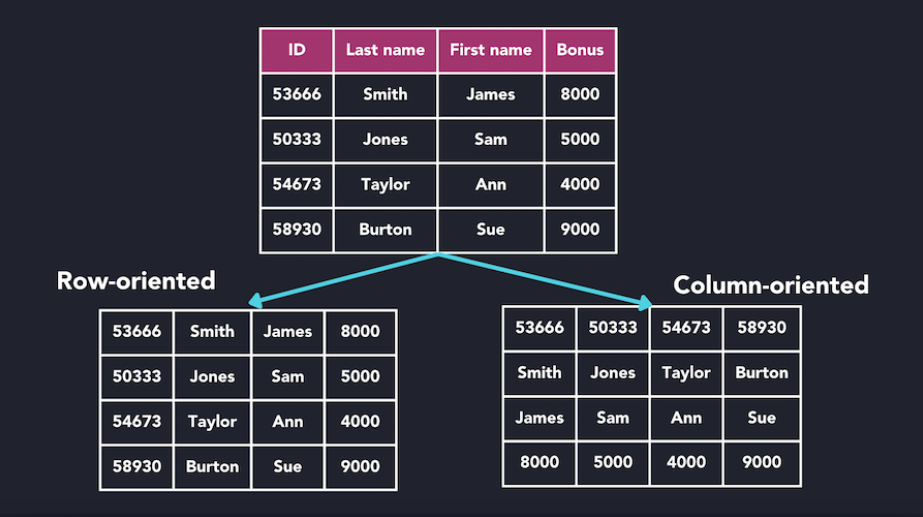 ID Last name First name Bonus
53666 Smith James 8000
50333 Jones Sam 5000
54673 Taylor Ann 4000
58930 Burton Sue 9000
Row-oriented
53666 Smith James 8000
50333 Jones Sam 5000
54673 Taylor Ann 4000
58930 Burton Sue 9000
Column-oriented
53666 50333 54673 58930
Smith Jones Taylor Burton
James Sam Ann Sue
8000 5000 4000 9000